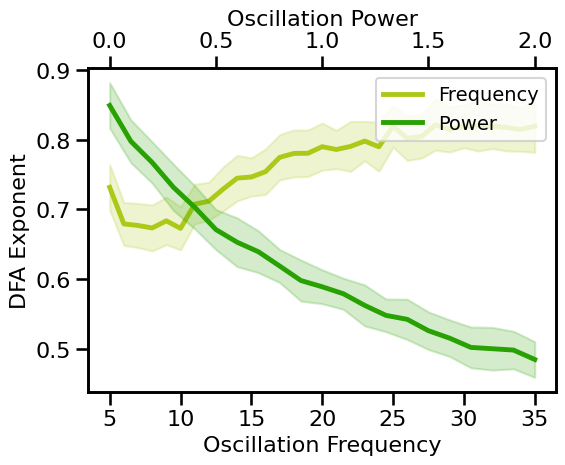 Oscillation Power
0.0 0.5 1.0 1.5 2.0
0.9
0.8
0.7
0.6
0.5
DFA Exponent
Frequency
Power
5 10 15 20 25 30 35
Oscillation Frequency